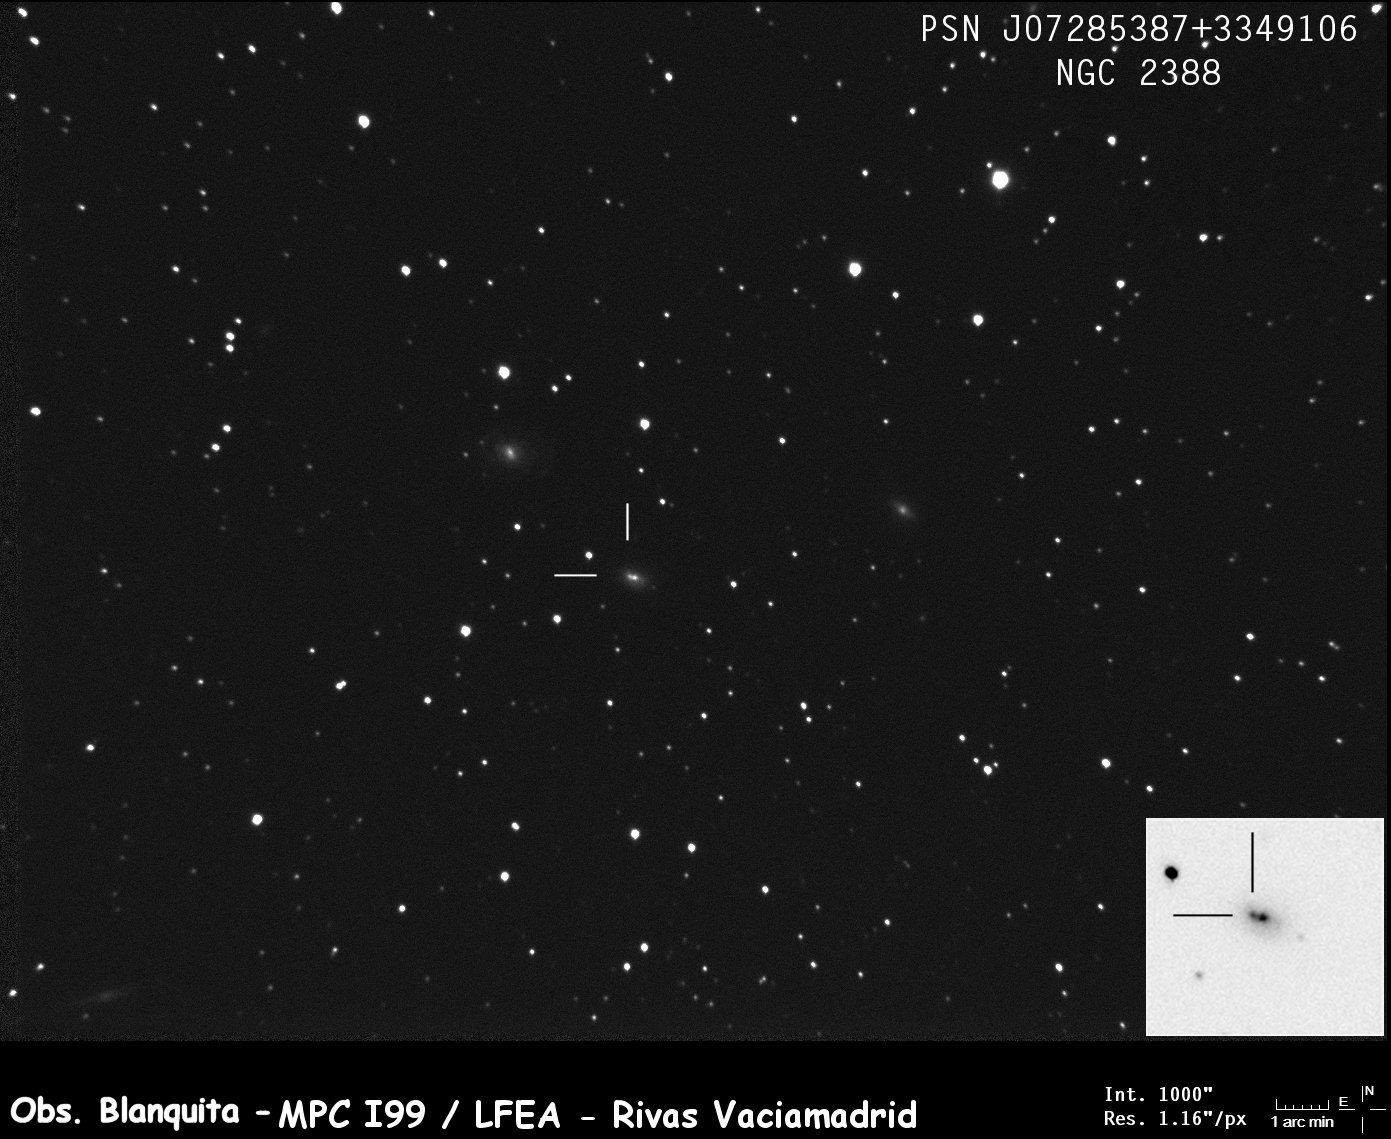 PSN J07285387+3349106
NGC 2388
Obs. Blanquita - MPC I99 / LFEA - Rivas Vaciamadrid
Int. 1000"
Res. 1.16"/px
1 arc min
E
N